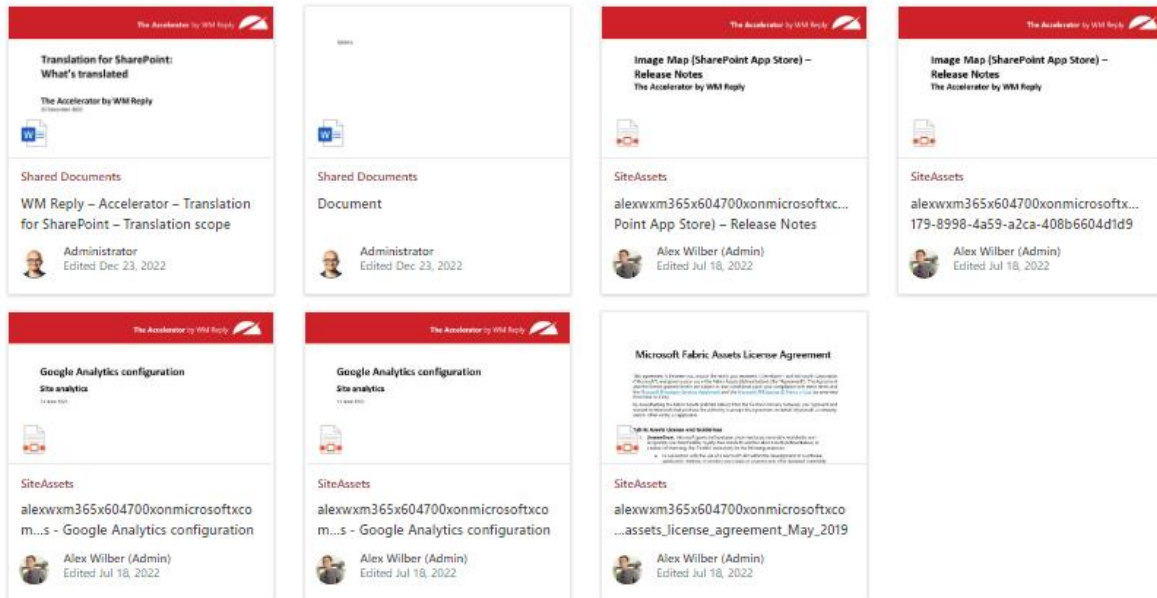 The Accelerator by WM Reply
Translation for SharePoint:
What's translated
The Accelerator by WM Reply
Shared Documents
WM Reply – Accelerator – Translation
for SharePoint – Translation scope
Administrator
Edited Dec 23, 2022
Shared Documents
Document
Administrator
Edited Dec 23, 2022
The Accelerator by WM Reply
Image Map (SharePoint App Store) –
Release Notes
The Accelerator by WM Reply
SiteAssets
alexwxm365x604700xonmicrosoftxc...
Point App Store) – Release Notes
Alex Wilber (Admin)
Edited Jul 18, 2022
The Accelerator by WM Reply
Image Map (SharePoint App Store) –
Release Notes
The Accelerator by WM Reply
SiteAssets
alexwxm365x604700xonmicrosoftx...
179-8998-4a59-a2ca-408b6604d1d9
Alex Wilber (Admin)
Edited Jul 18, 2022
The Accelerator by WM Reply
Google Analytics configuration
Site analytics
SiteAssets
alexwxm365x604700xonmicrosoftxco
m...s - Google Analytics configuration
Alex Wilber (Admin)
Edited Jul 18, 2022
The Accelerator by WM Reply
Google Analytics configuration
Site analytics
SiteAssets
alexwxm365x604700xonmicrosoftxco
m...s - Google Analytics configuration
Alex Wilber (Admin)
Edited Jul 18, 2022
Microsoft Fabric Assets License Agreement
SiteAssets
alexwxm365x604700xonmicrosoftxco
...assets_license_agreement_May_2019
Alex Wilber (Admin)
Edited Jul 18, 2022